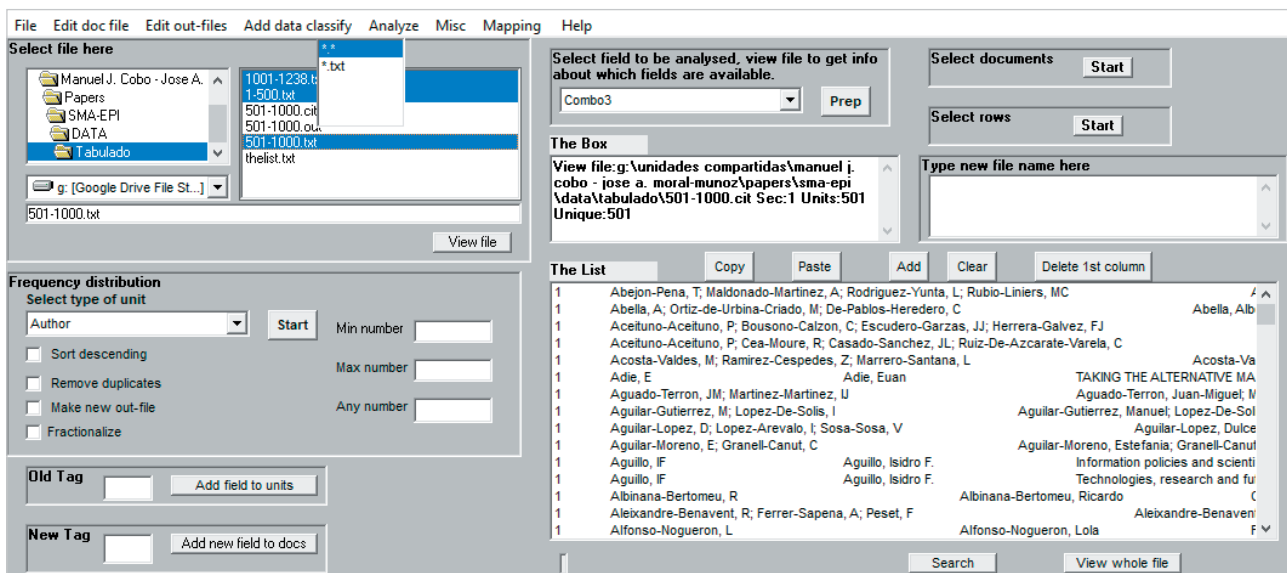 File Edit doc file Edit out-files Add data classify Analyze Misc Mapping Help
Select file here
Manuel J. Cobo - Jose A.
Papers
SMA-EPI
DATA
Tabulado
1001-1238.t
1-500.txt
501-1000.cit
501-1000.ou
501-1000.txt
thelist.txt
*.*
*.txt
g: [Google Drive File St...]
501-1000.txt
View file
Frequency distribution
Select type of unit
Author
Start
Sort descending
Remove duplicates
Make new out-file
Fractionalize
Min number
Max number
Any number
Old Tag
Add field to units
New Tag
Add new field to docs
Select field to be analysed, view file to get info
about which fields are available.
Combo3
Prep
Select documents
Start
Select rows
Start
The Box
View file:g:\unidades compartidas\manuel j.
cobo - jose a. moral-munoz\papers\sma-epi
\data\tabulado\501-1000.cit Sec:1 Units:501
Unique:501
Type new file name here
The List
Copy Paste Add Clear Delete 1st column
1 Abejon-Pena, T; Maldonado-Martinez, A; Rodriguez-Yunta, L; Rubio-Liniers, MC
1 Abella, A; Ortiz-de-Urbina-Criado, M; De-Pablos-Heredero, C Abella, Alb
1 Aceituno-Aceituno, P; Bousono-Calzon, C; Escudero-Garzas, JJ; Herrera-Galvez, FJ
1 Aceituno-Aceituno, P; Cea-Moure, R; Casado-Sanchez, JL; Ruiz-De-Azcarate-Varela, C
1 Acosta-Valdes, M; Ramirez-Cespedes, Z; Marrero-Santana, L Acosta-Va
1 Adie, E Adie, Euan TAKING THE ALTERNATIVE MA
1 Aguado-Terron, JM; Martinez-Martinez, IJ Aguado-Terron, Juan-Miguel; M
1 Aguilar-Gutierrez, M; Lopez-De-Solis, I Aguilar-Gutierrez, Manuel; Lopez-De-Sol
1 Aguilar-Lopez, D; Lopez-Arevalo, I; Sosa-Sosa, V Aguilar-Lopez, Dulce
1 Aguilar-Moreno, E; Granell-Canut, C Aguilar-Moreno, Estefania; Granell-Canut
1 Aguillo, IF Aguillo, Isidro F. Information policies and scienti
1 Aguillo, IF Aguillo, Isidro F. Technologies, research and fu
1 Albinana-Bertomeu, R Albinana-Bertomeu, Ricardo
1 Aleixandre-Benavent, R; Ferrer-Sapena, A; Peset, F Aleixandre-Benaven
1 Alfonso-Nogueron, L Alfonso-Nogueron, Lola
Search View whole file